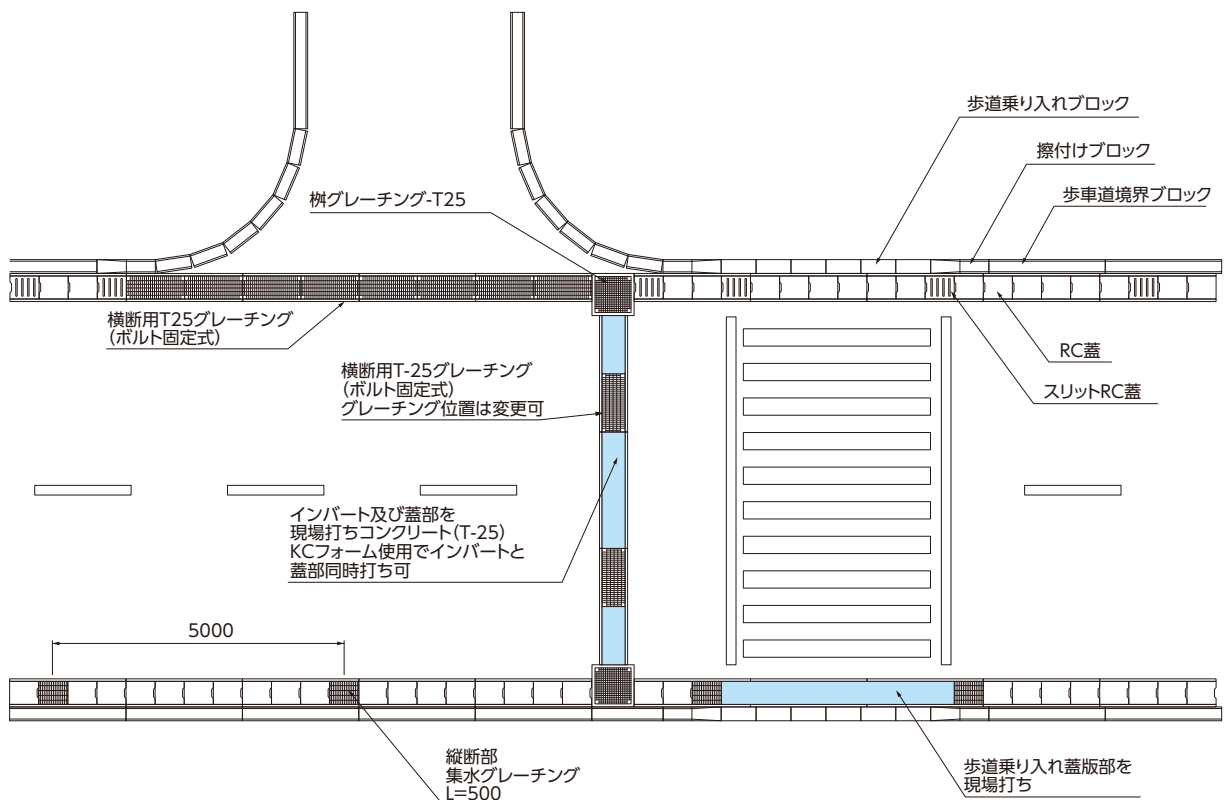 歩道乗り入れブロック
擦付けブロック
歩車道境界ブロック
桝グレーチング-T25
横断用T25グレーチング
(ボルト固定式)
横断用T-25グレーチング
(ボルト固定式)
グレーチング位置は変更可
RC蓋
スリットRC蓋
インバート及び蓋部を
現場打ちコンクリート(T-25)
KCフォーム使用でインバートと
蓋部同時打ち可
5000
縦断部
集水グレーチング
L=500
歩道乗り入れ蓋版部を
現場打ち